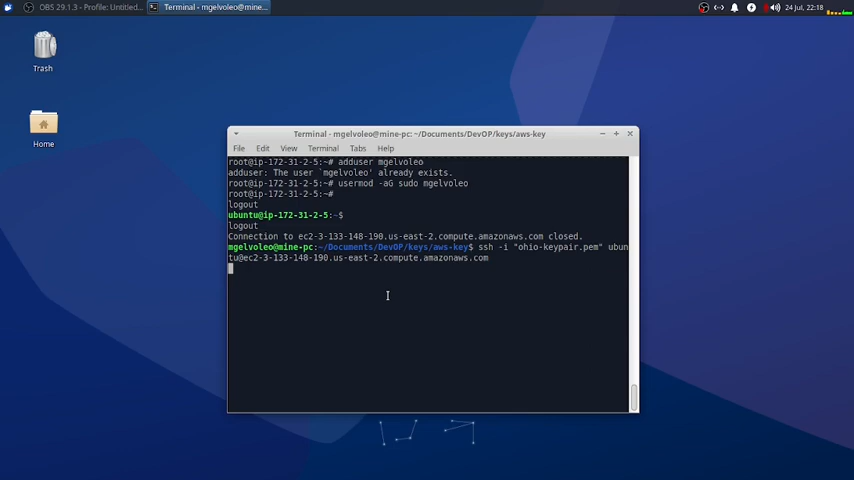 OBS 29.1.3 - Profile: Untitled...
Terminal - mgelvoleo@mine...
24 Jul, 22:18
Trash
Home
Terminal - mgelvoleo@mine-pc: ~/Documents/DevOP/keys/aws-key
File Edit View Terminal Tabs Help
root@ip-172-31-2-5:~# adduser mgelvoleo
adduser: The user `mgelvoleo' already exists.
root@ip-172-31-2-5:~# usermod -aG sudo mgelvoleo
root@ip-172-31-2-5:~#
logout
ubuntu@ip-172-31-2-5:~$
logout
Connection to ec2-3-133-148-190.us-east-2.compute.amazonaws.com closed.
mgelvoleo@mine-pc:~/Documents/DevOP/keys/aws-key$ ssh -i "ohio-keypair.pem" ubun
tu@ec2-3-133-148-190.us-east-2.compute.amazonaws.com